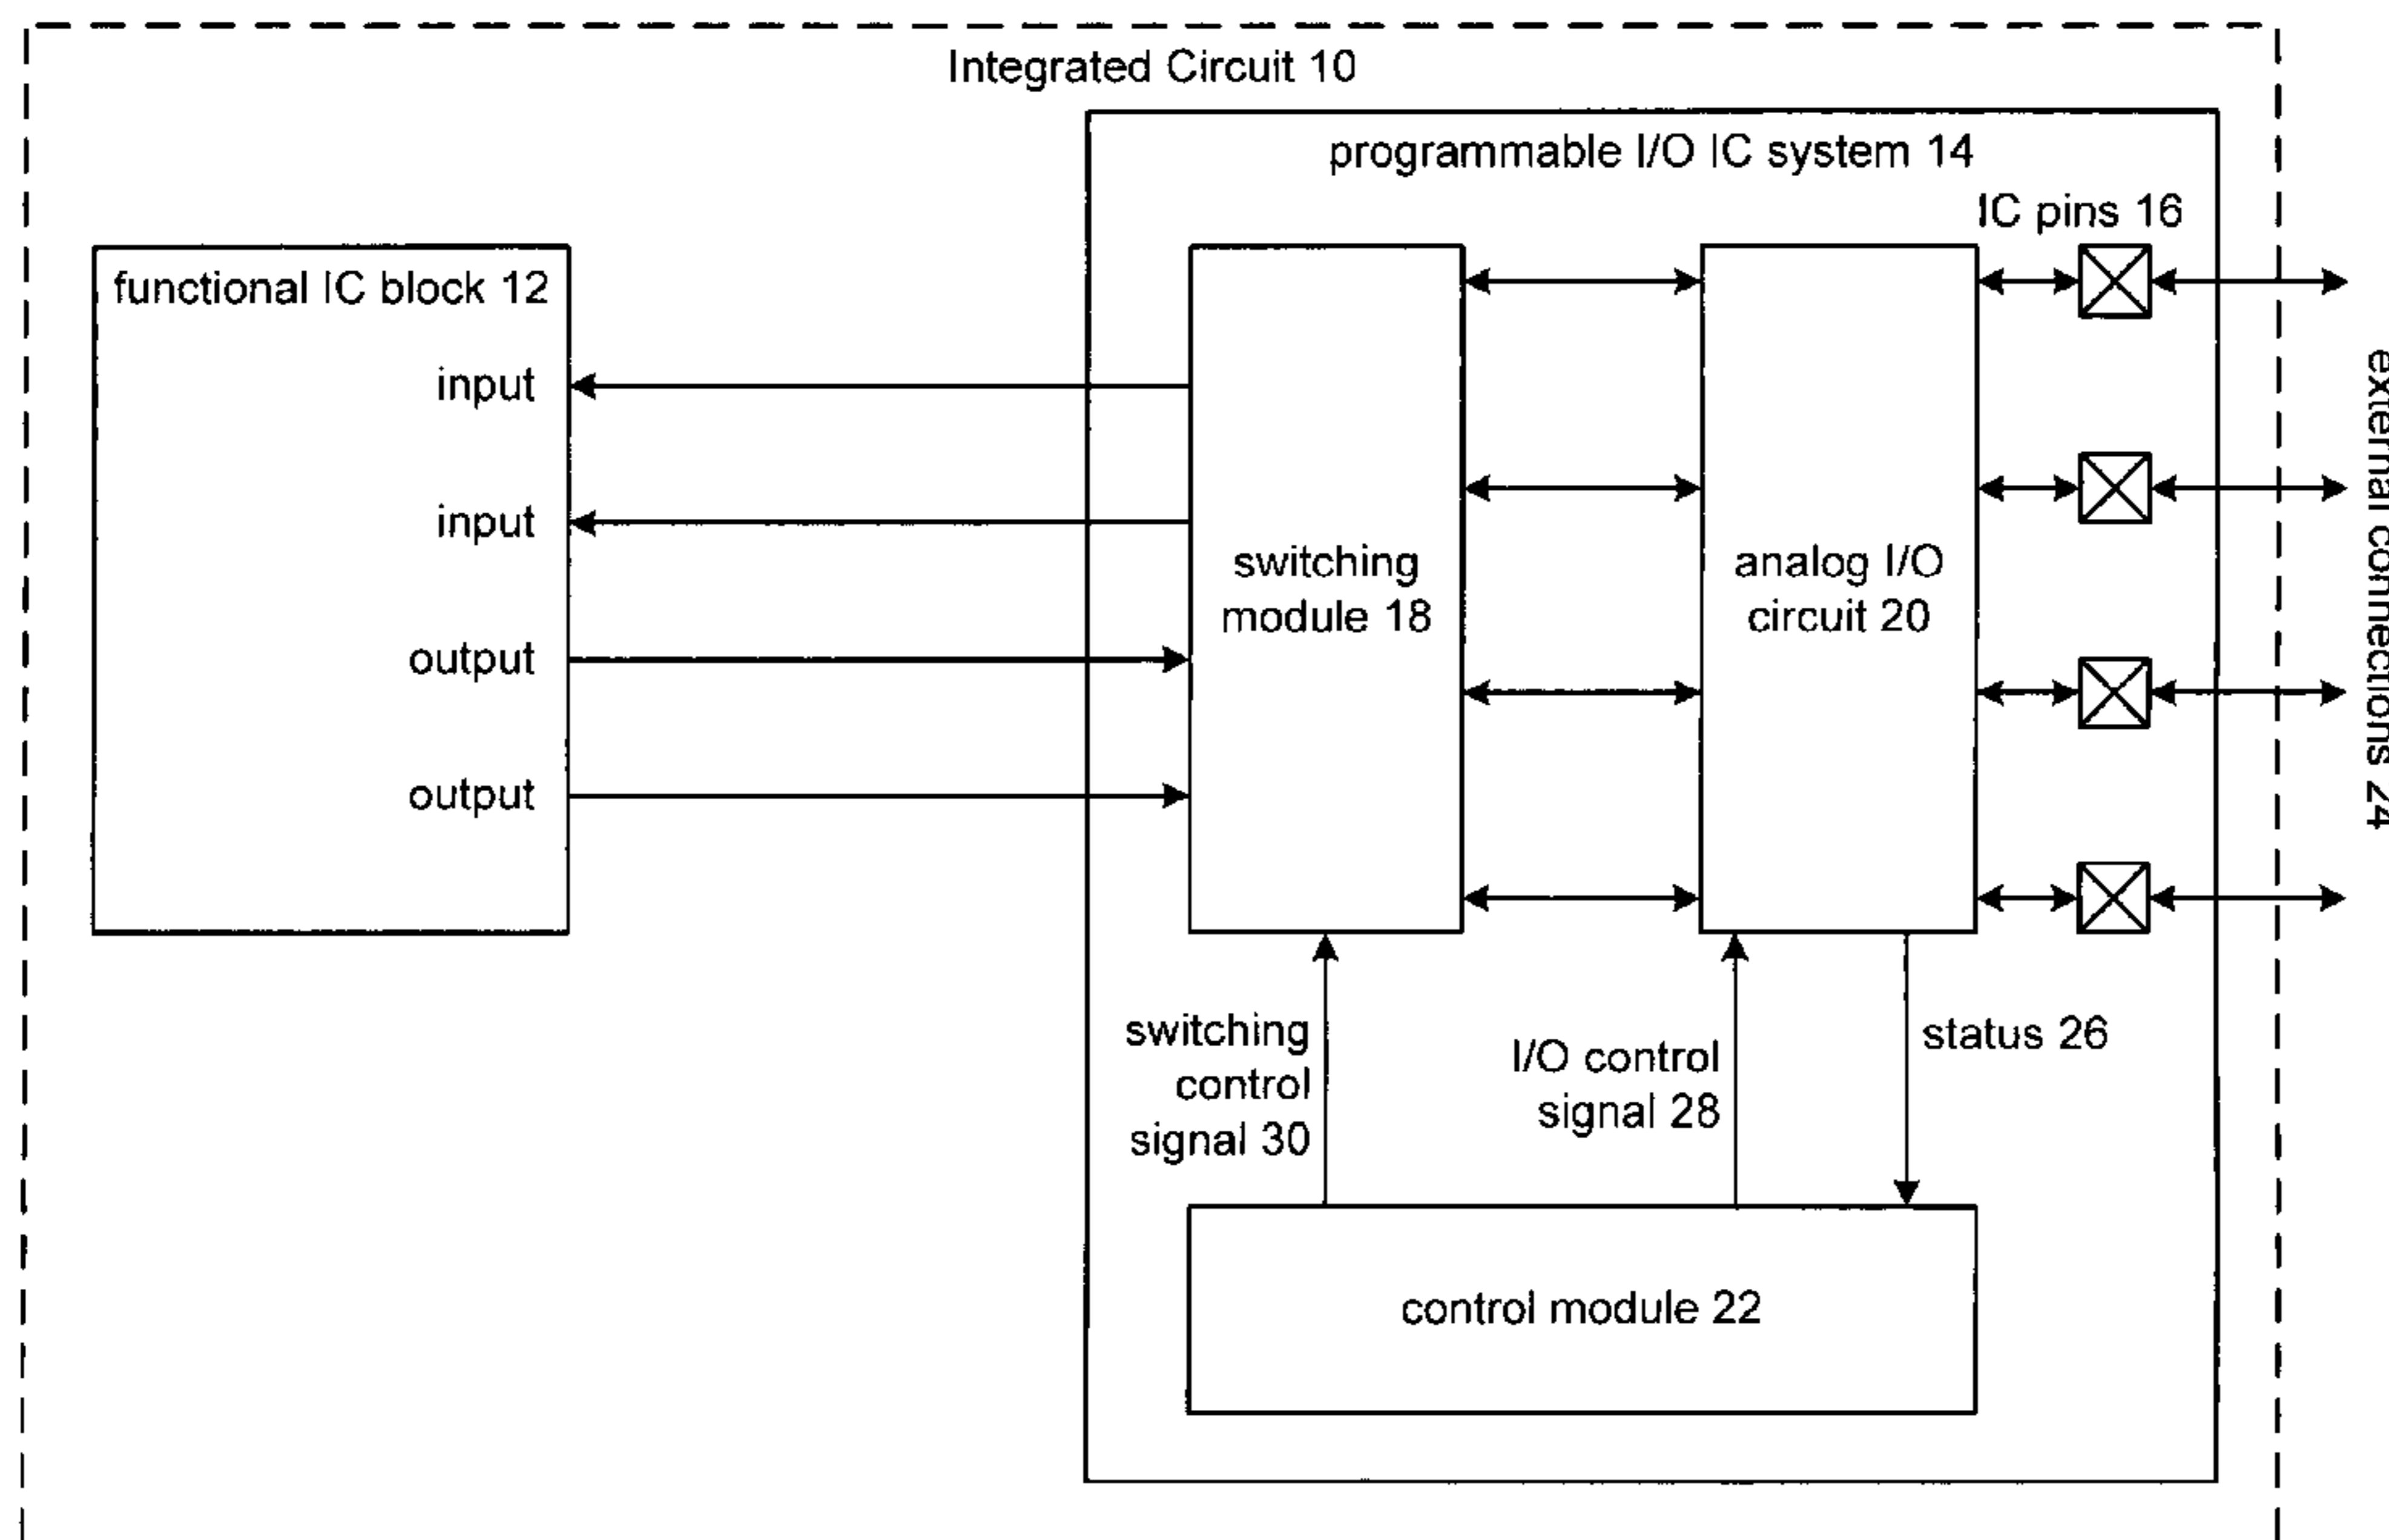 Integrated Circuit 10
programmable I/O IC system 14
IC pins 16
functional IC block 12
input
input
output
output
switching
module 18
analog I/O
circuit 20
external connections 24
switching
control
signal 30
I/O control
signal 28
status 26
control module 22